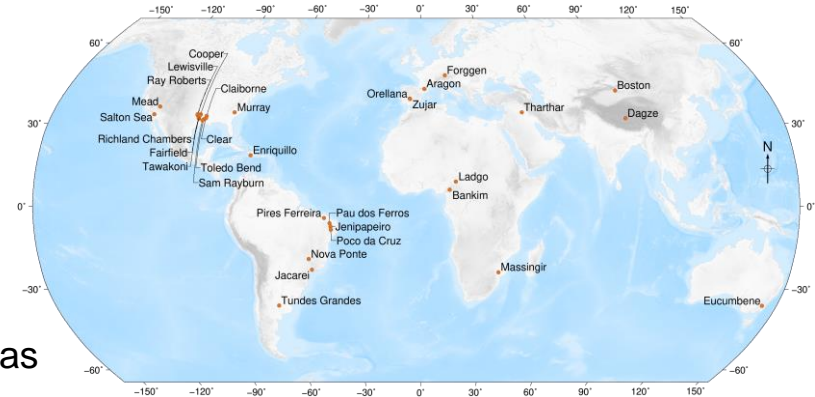 −150° −120° −90° −60° −30° 0° 30° 60° 90° 120° 150°
60° 60°
Cooper
Lewisville
Ray Roberts
Claiborne
Forggen
Aragon
Boston
Mead
Salton Sea
Murray
Orellana
Zujar
Tharthar
Dagze
30° 30°
Richland Chambers
Clear
Fairfield
Enriquillo
Tawakoni
Toledo Bend
Sam Rayburn
N
Ladgo
Bankim
0° 0°
Pires Ferreira
Pau dos Ferros
Jenipapeiro
Poco da Cruz
Nova Ponte
Jacarei
Massingir
Tundes Grandes
Eucumbene
−30° −30°
as
−60° −60°
−150° −120° −90° −60° −30° 0° 30° 60° 90° 120° 150°